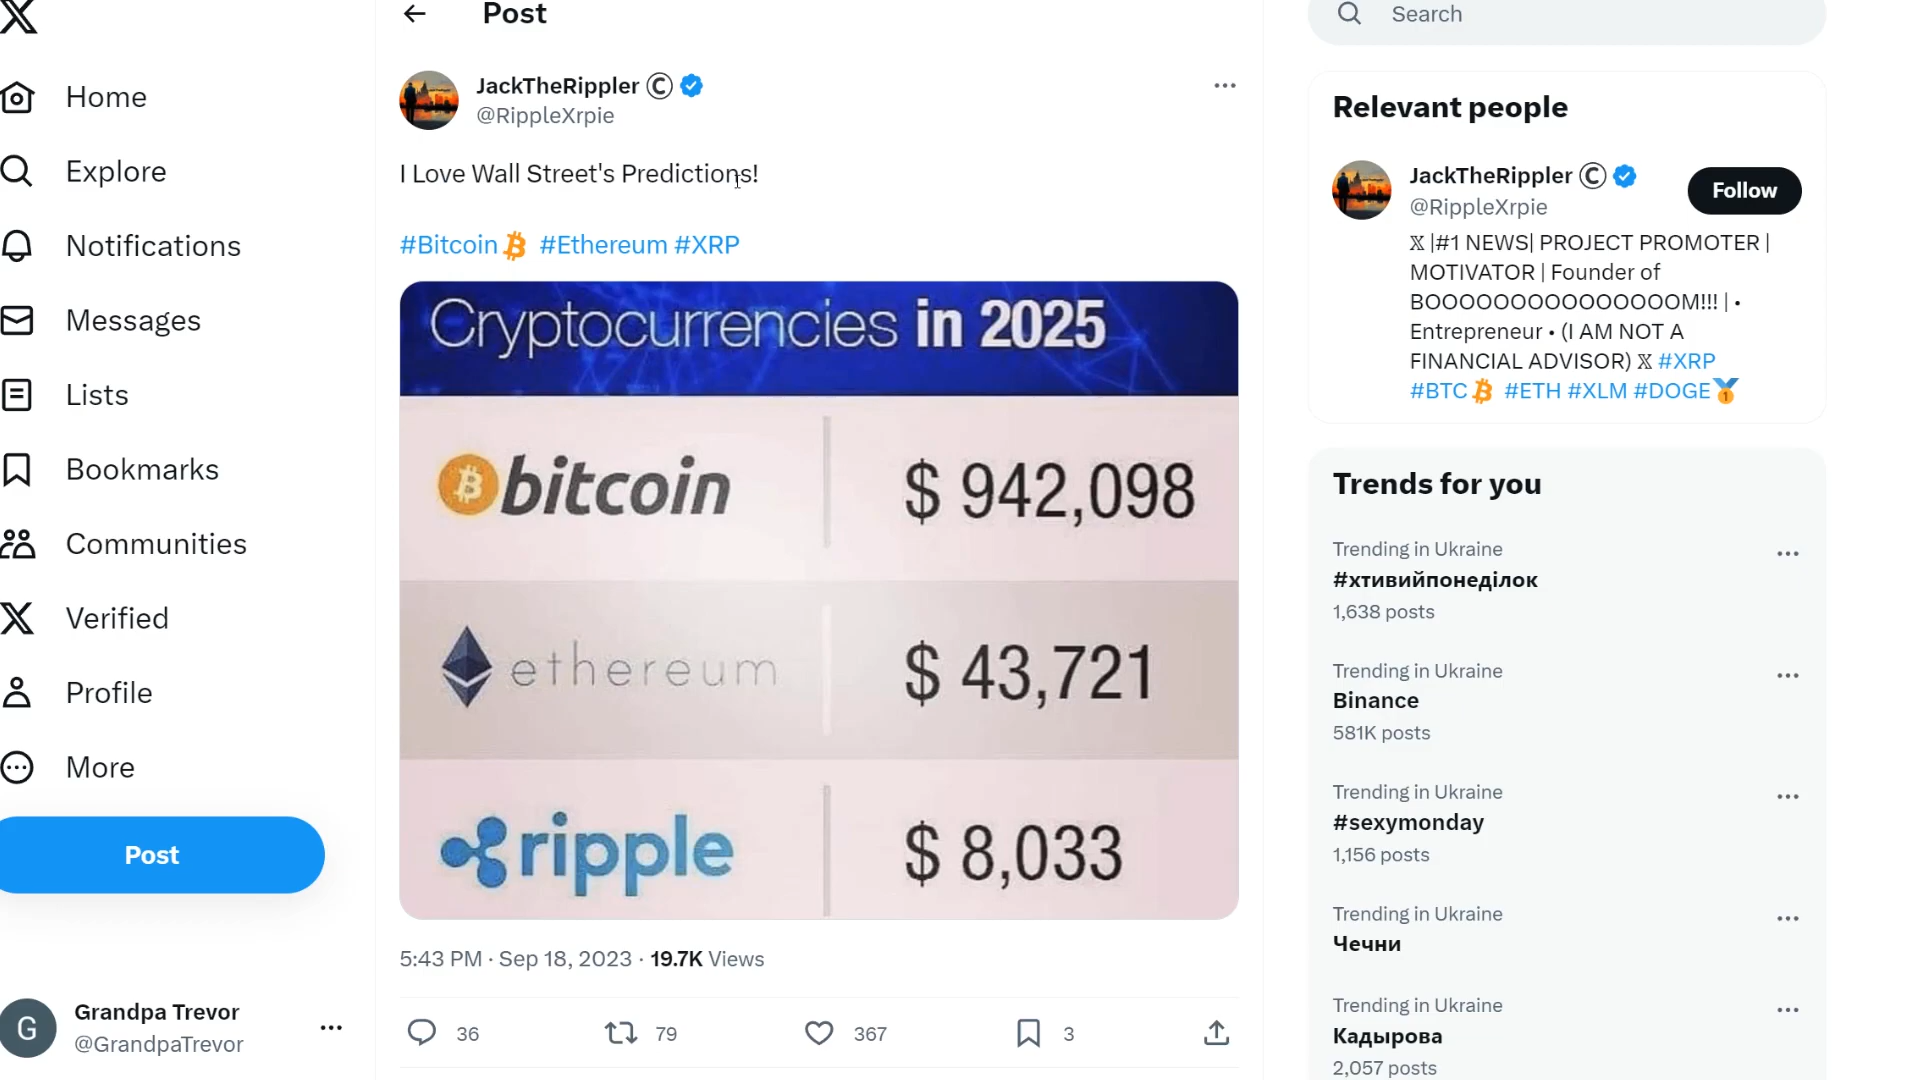 Home
Explore
Notifications
Messages
Lists
Bookmarks
Communities
Verified
Profile
More
Post
G
Grandpa Trevor
@GrandpaTrevor
Post
JackTheRippler ©
@RippleXrpie
I Love Wall Street's Predictions!
#Bitcoin #Ethereum #XRP
Cryptocurrencies in 2025
bitcoin $ 942,098
ethereum $ 43,721
ripple $ 8,033
5:43 PM · Sep 18, 2023 · 19.7K Views
36 79 367 3
Search
Relevant people
JackTheRippler ©
@RippleXrpie
Follow
𝕏 |#1 NEWS| PROJECT PROMOTER |
MOTIVATOR | Founder of
BOOOOOOOOOOOOOOOM!!! | •
Entrepreneur • (I AM NOT A
FINANCIAL ADVISOR) 𝕏 #XRP
#BTC #ETH #XLM #DOGE🥇
Trends for you
Trending in Ukraine
#хтивийпонеділок
1,638 posts
Trending in Ukraine
Binance
581K posts
Trending in Ukraine
#sexymonday
1,156 posts
Trending in Ukraine
Чечни
Trending in Ukraine
Кадырова
2,057 posts